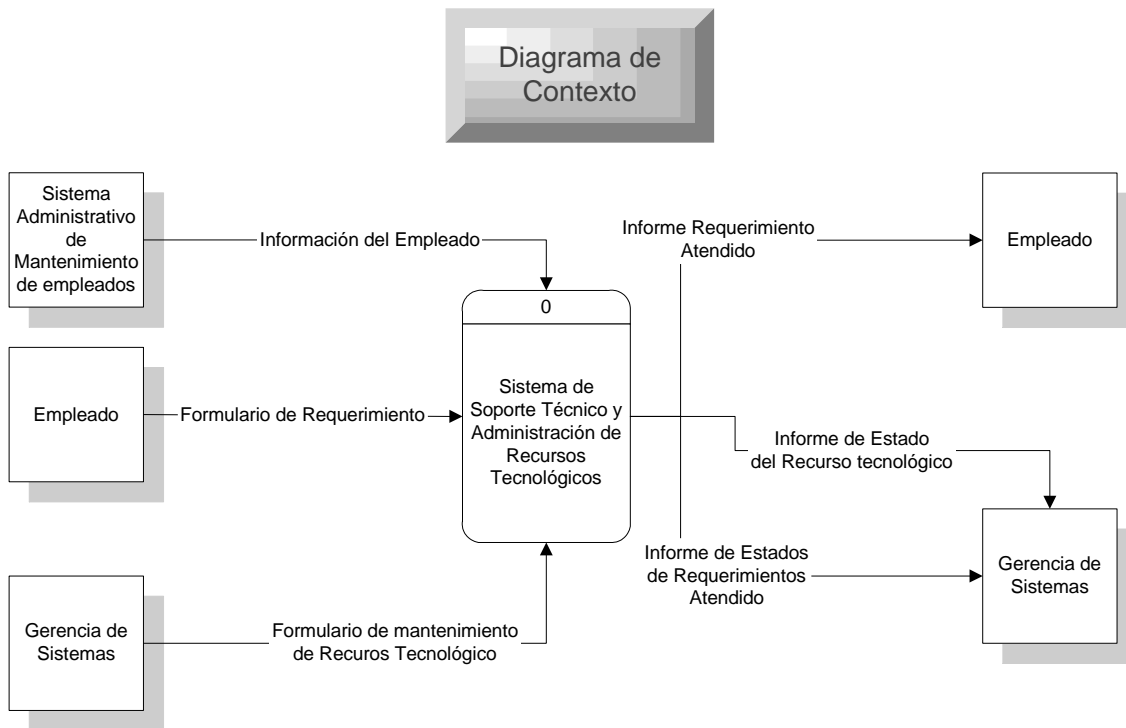 Diagrama de
Contexto
Sistema
Administrativo
de
Mantenimiento
de empleados
Información del Empleado
Informe Requerimiento
Atendido
Empleado
0
Empleado
Formulario de Requerimiento
Sistema de
Soporte Técnico y
Administración de
Recursos
Tecnológicos
Informe de Estado
del Recurso tecnológico
Informe de Estados
de Requerimientos
Atendido
Gerencia de
Sistemas
Gerencia de
Sistemas
Formulario de mantenimiento
de Recuros Tecnológico